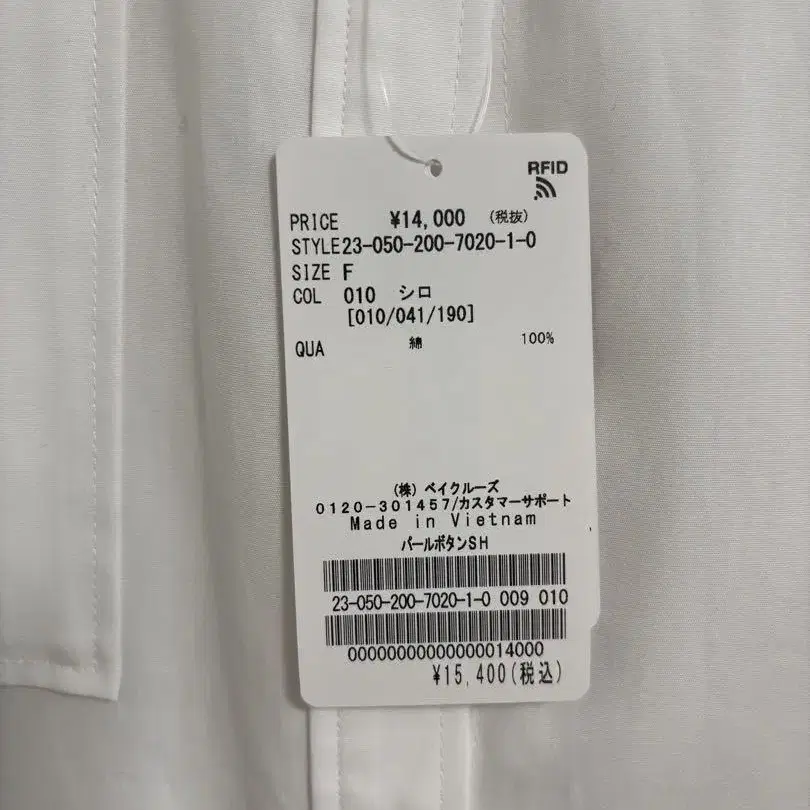 RFID
PRICE ¥14,000 (税抜)
STYLE23-050-200-7020-1-0
SIZE F
COL 010 シロ
[010/041/190]
QUA 綿 100%
(株) ベイクルーズ
0120-301457/カスタマーサポート
Made in Vietnam
パールボタンSH
23-050-200-7020-1-0 009 010
00000000000000014000
¥15,400(税込)